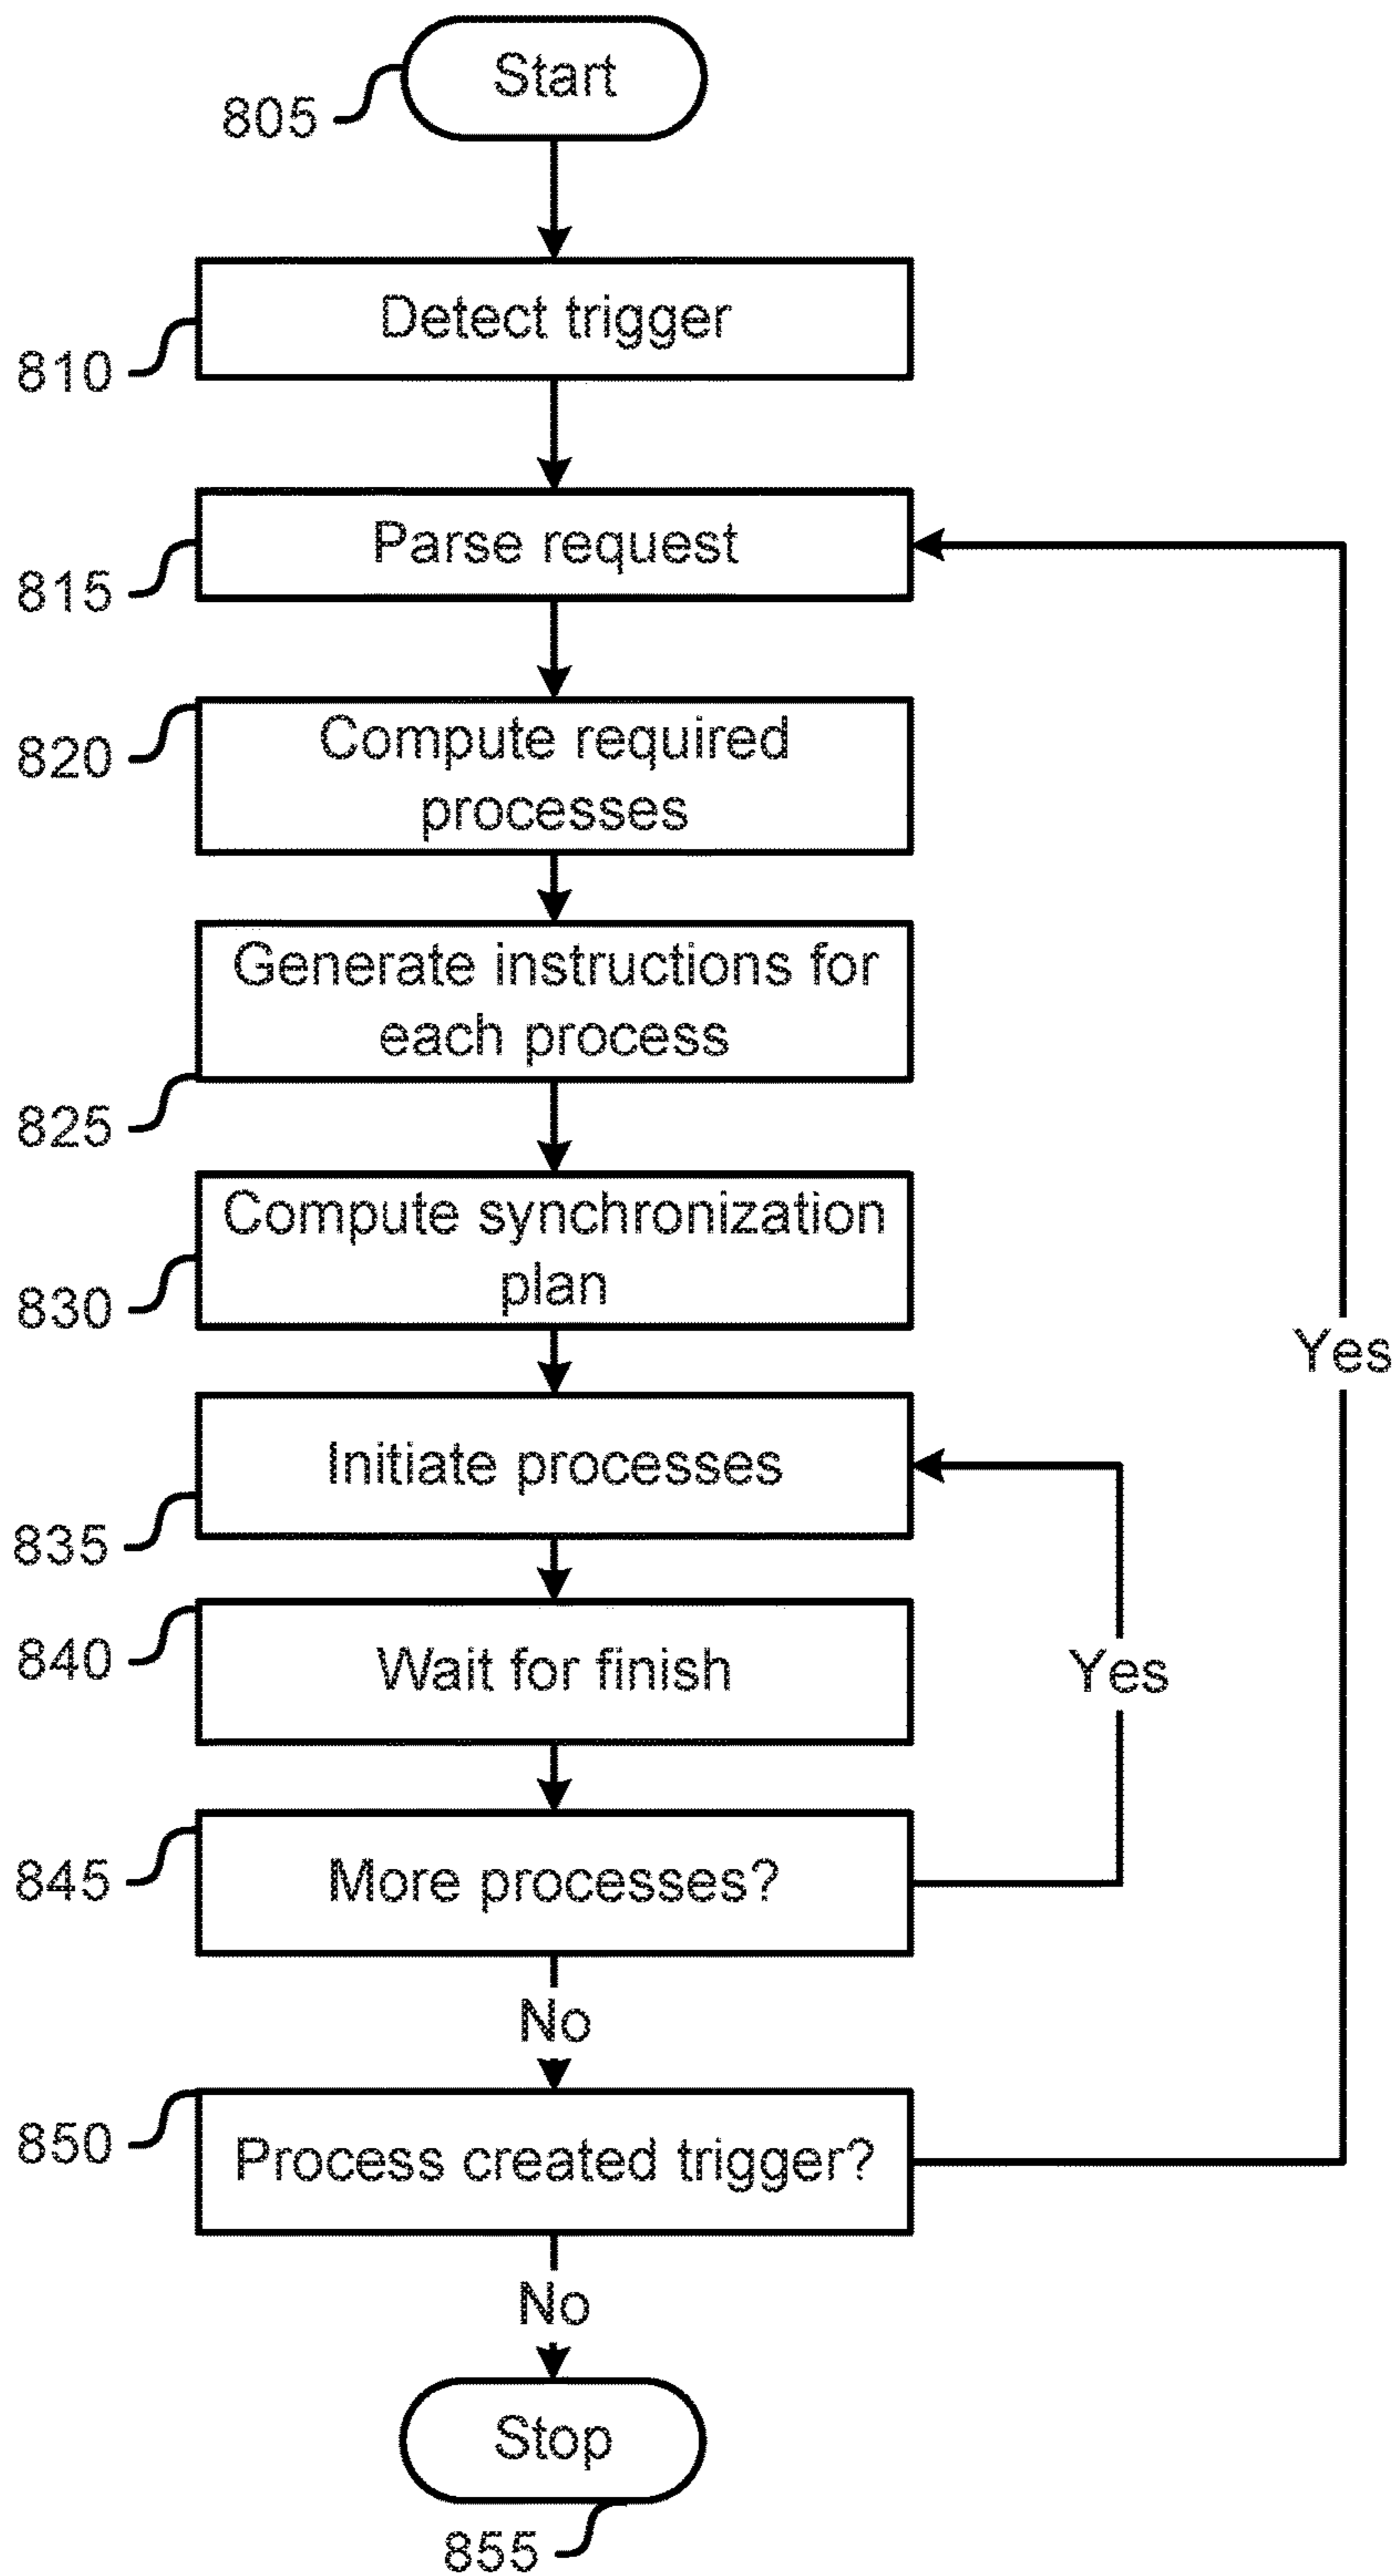 Start
805
Detect trigger
810
Parse request
815
Compute required
processes
820
Generate instructions for
each process
825
Compute synchronization
plan
830
Yes
Initiate processes
835
Wait for finish
840
Yes
More processes?
845
No
Process created trigger?
850
No
Stop
855